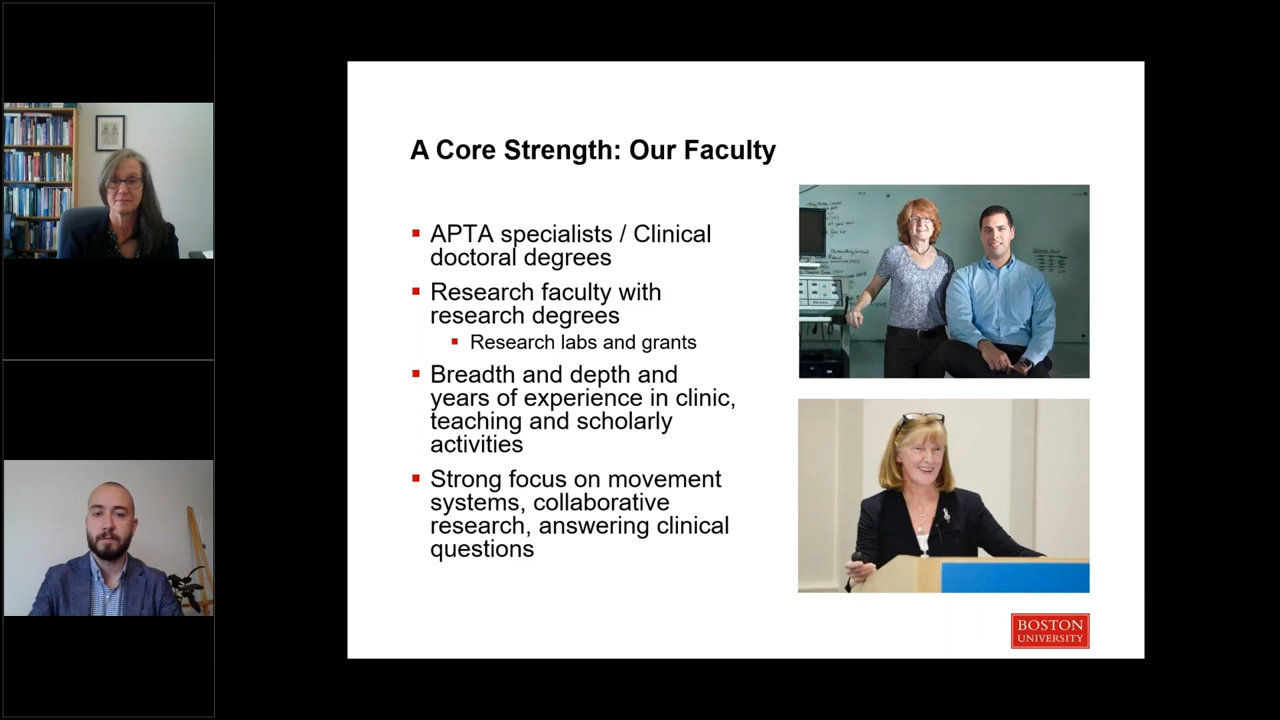 A Core Strength: Our Faculty
APTA specialists / Clinical
doctoral degrees
Research faculty with
research degrees
Research labs and grants
Breadth and depth and
years of experience in clinic,
teaching and scholarly
activities
Strong focus on movement
systems, collaborative
research, answering clinical
questions
BOSTON
UNIVERSITY